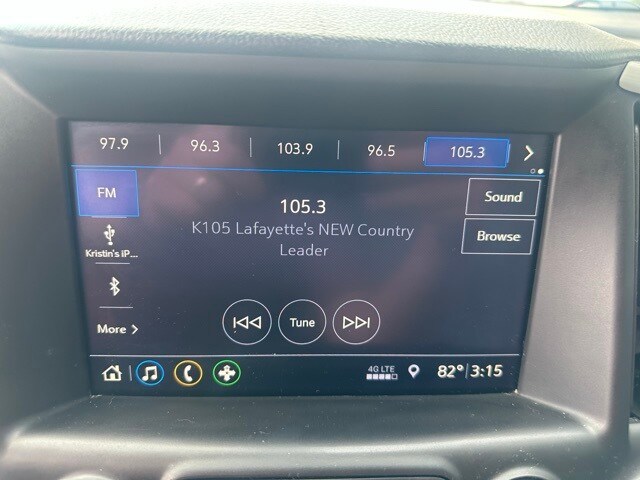 97.9 96.3 103.9 96.5 105.3
FM
105.3
K105 Lafayette's NEW Country
Leader
Sound
Browse
Kristin's iP...
More
Tune
4G LTE
82° 3:15